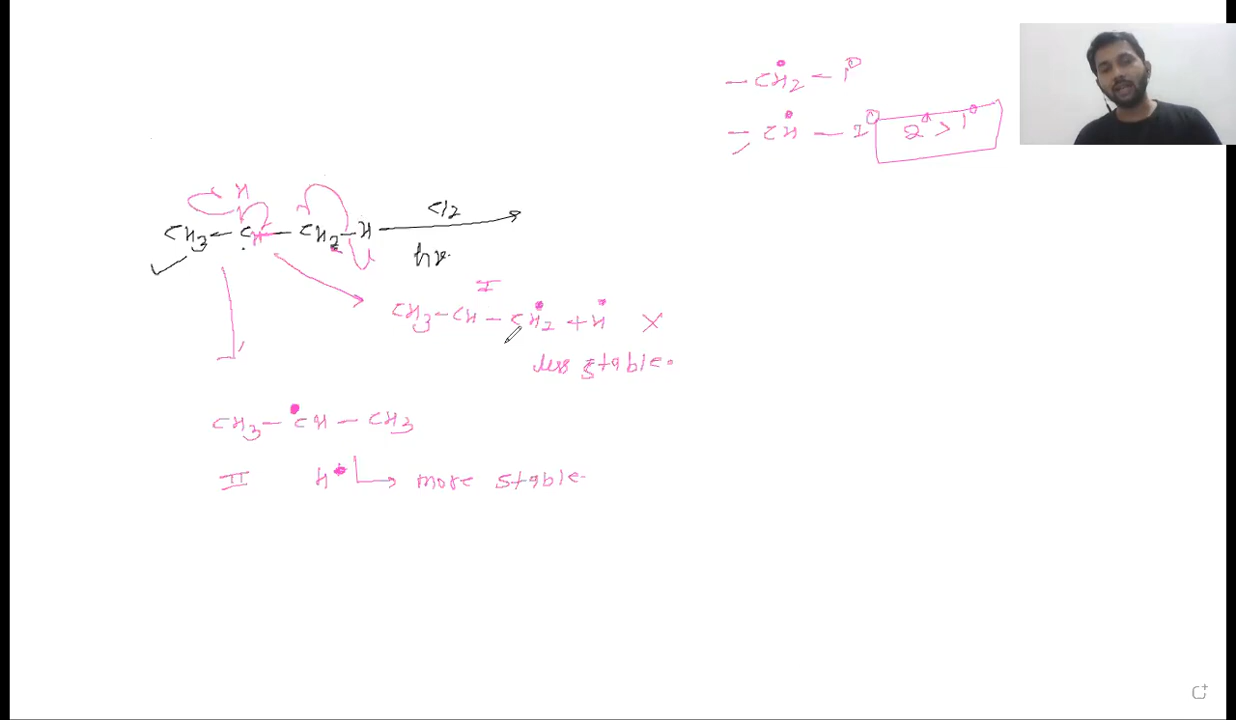 –CH2 – 1°
–CH – 2° 2° > 1°
H
CH3–CH–CH2–H Cl2
hν
I
CH3–CH–CH2 + H X
less stable.
CH3–CH–CH3
II H more stable.